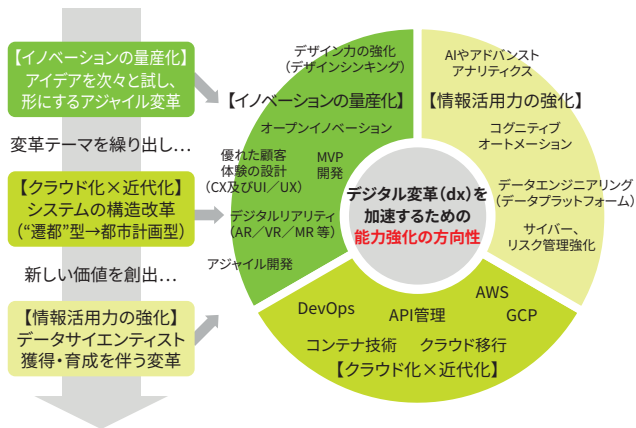 【イノベーションの量産化】
アイデアを次々と試し、
形にするアジャイル変革
変革テーマを繰り出し…
【クラウド化×近代化】
システムの構造改革
（“遷都”型→都市計画型）
新しい価値を創出…
【情報活用力の強化】
データサイエンティスト
獲得・育成を伴う変革
デザイン力の強化
（デザインシンキング）
【イノベーションの量産化】
オープンイノベーション
優れた顧客
体験の設計
（CX及びUI／UX）
MVP
開発
デジタルリアリティ
（AR／VR／MR 等）
アジャイル開発
AIやアドバンスト
アナリティクス
【情報活用力の強化】
コグニティブ
オートメーション
データエンジニアリング
（データプラットフォーム）
サイバー、
リスク管理強化
デジタル変革（dx）を
加速するための
能力強化の方向性
DevOps
API管理
AWS
GCP
コンテナ技術
クラウド移行
【クラウド化×近代化】